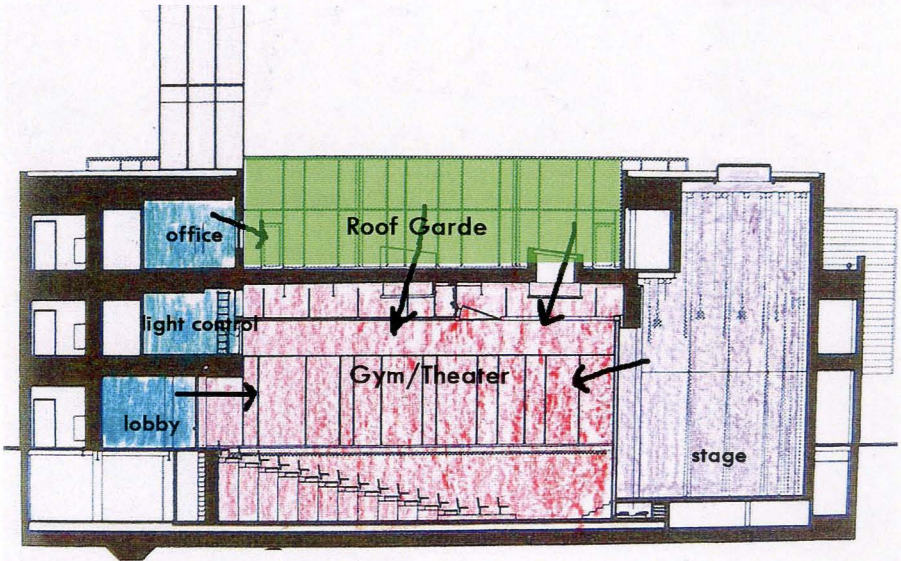 Roof Garde
office
light control
Gym/Theater
lobby
stage